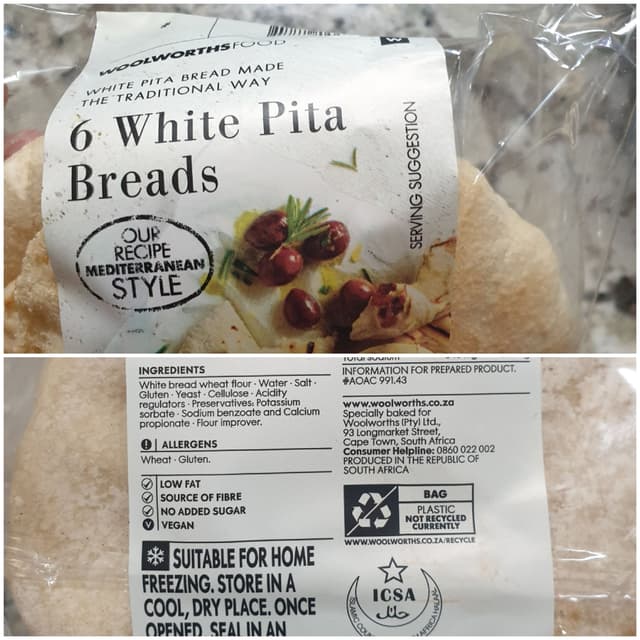 WOOLWORTHSFOOD
W
WHITE PITA BREAD MADE
THE TRADITIONAL WAY
6 White Pita
Breads
SERVING SUGGESTION
OUR
RECIPE
MEDITERRANEAN
STYLE
INGREDIENTS
White bread wheat flour · Water · Salt ·
Gluten · Yeast · Cellulose · Acidity
regulators · Preservatives: Potassium
sorbate · Sodium benzoate and Calcium
propionate · Flour improver.
! ALLERGENS
Wheat · Gluten.
LOW FAT
SOURCE OF FIBRE
NO ADDED SUGAR
V VEGAN
SUITABLE FOR HOME
FREEZING. STORE IN A
COOL, DRY PLACE. ONCE
OPENED, SEAL IN AN
Total sodium
INFORMATION FOR PREPARED PRODUCT.
#AOAC 991.43
www.woolworths.co.za
Specially baked for
Woolworths (Pty) Ltd.,
93 Longmarket Street,
Cape Town, South Africa
Consumer Helpline: 0860 022 002
PRODUCED IN THE REPUBLIC OF
SOUTH AFRICA
BAG
PLASTIC
NOT RECYCLED
CURRENTLY
WWW.WOOLWORTHS.CO.ZA/RECYCLE
ICSA
حلال